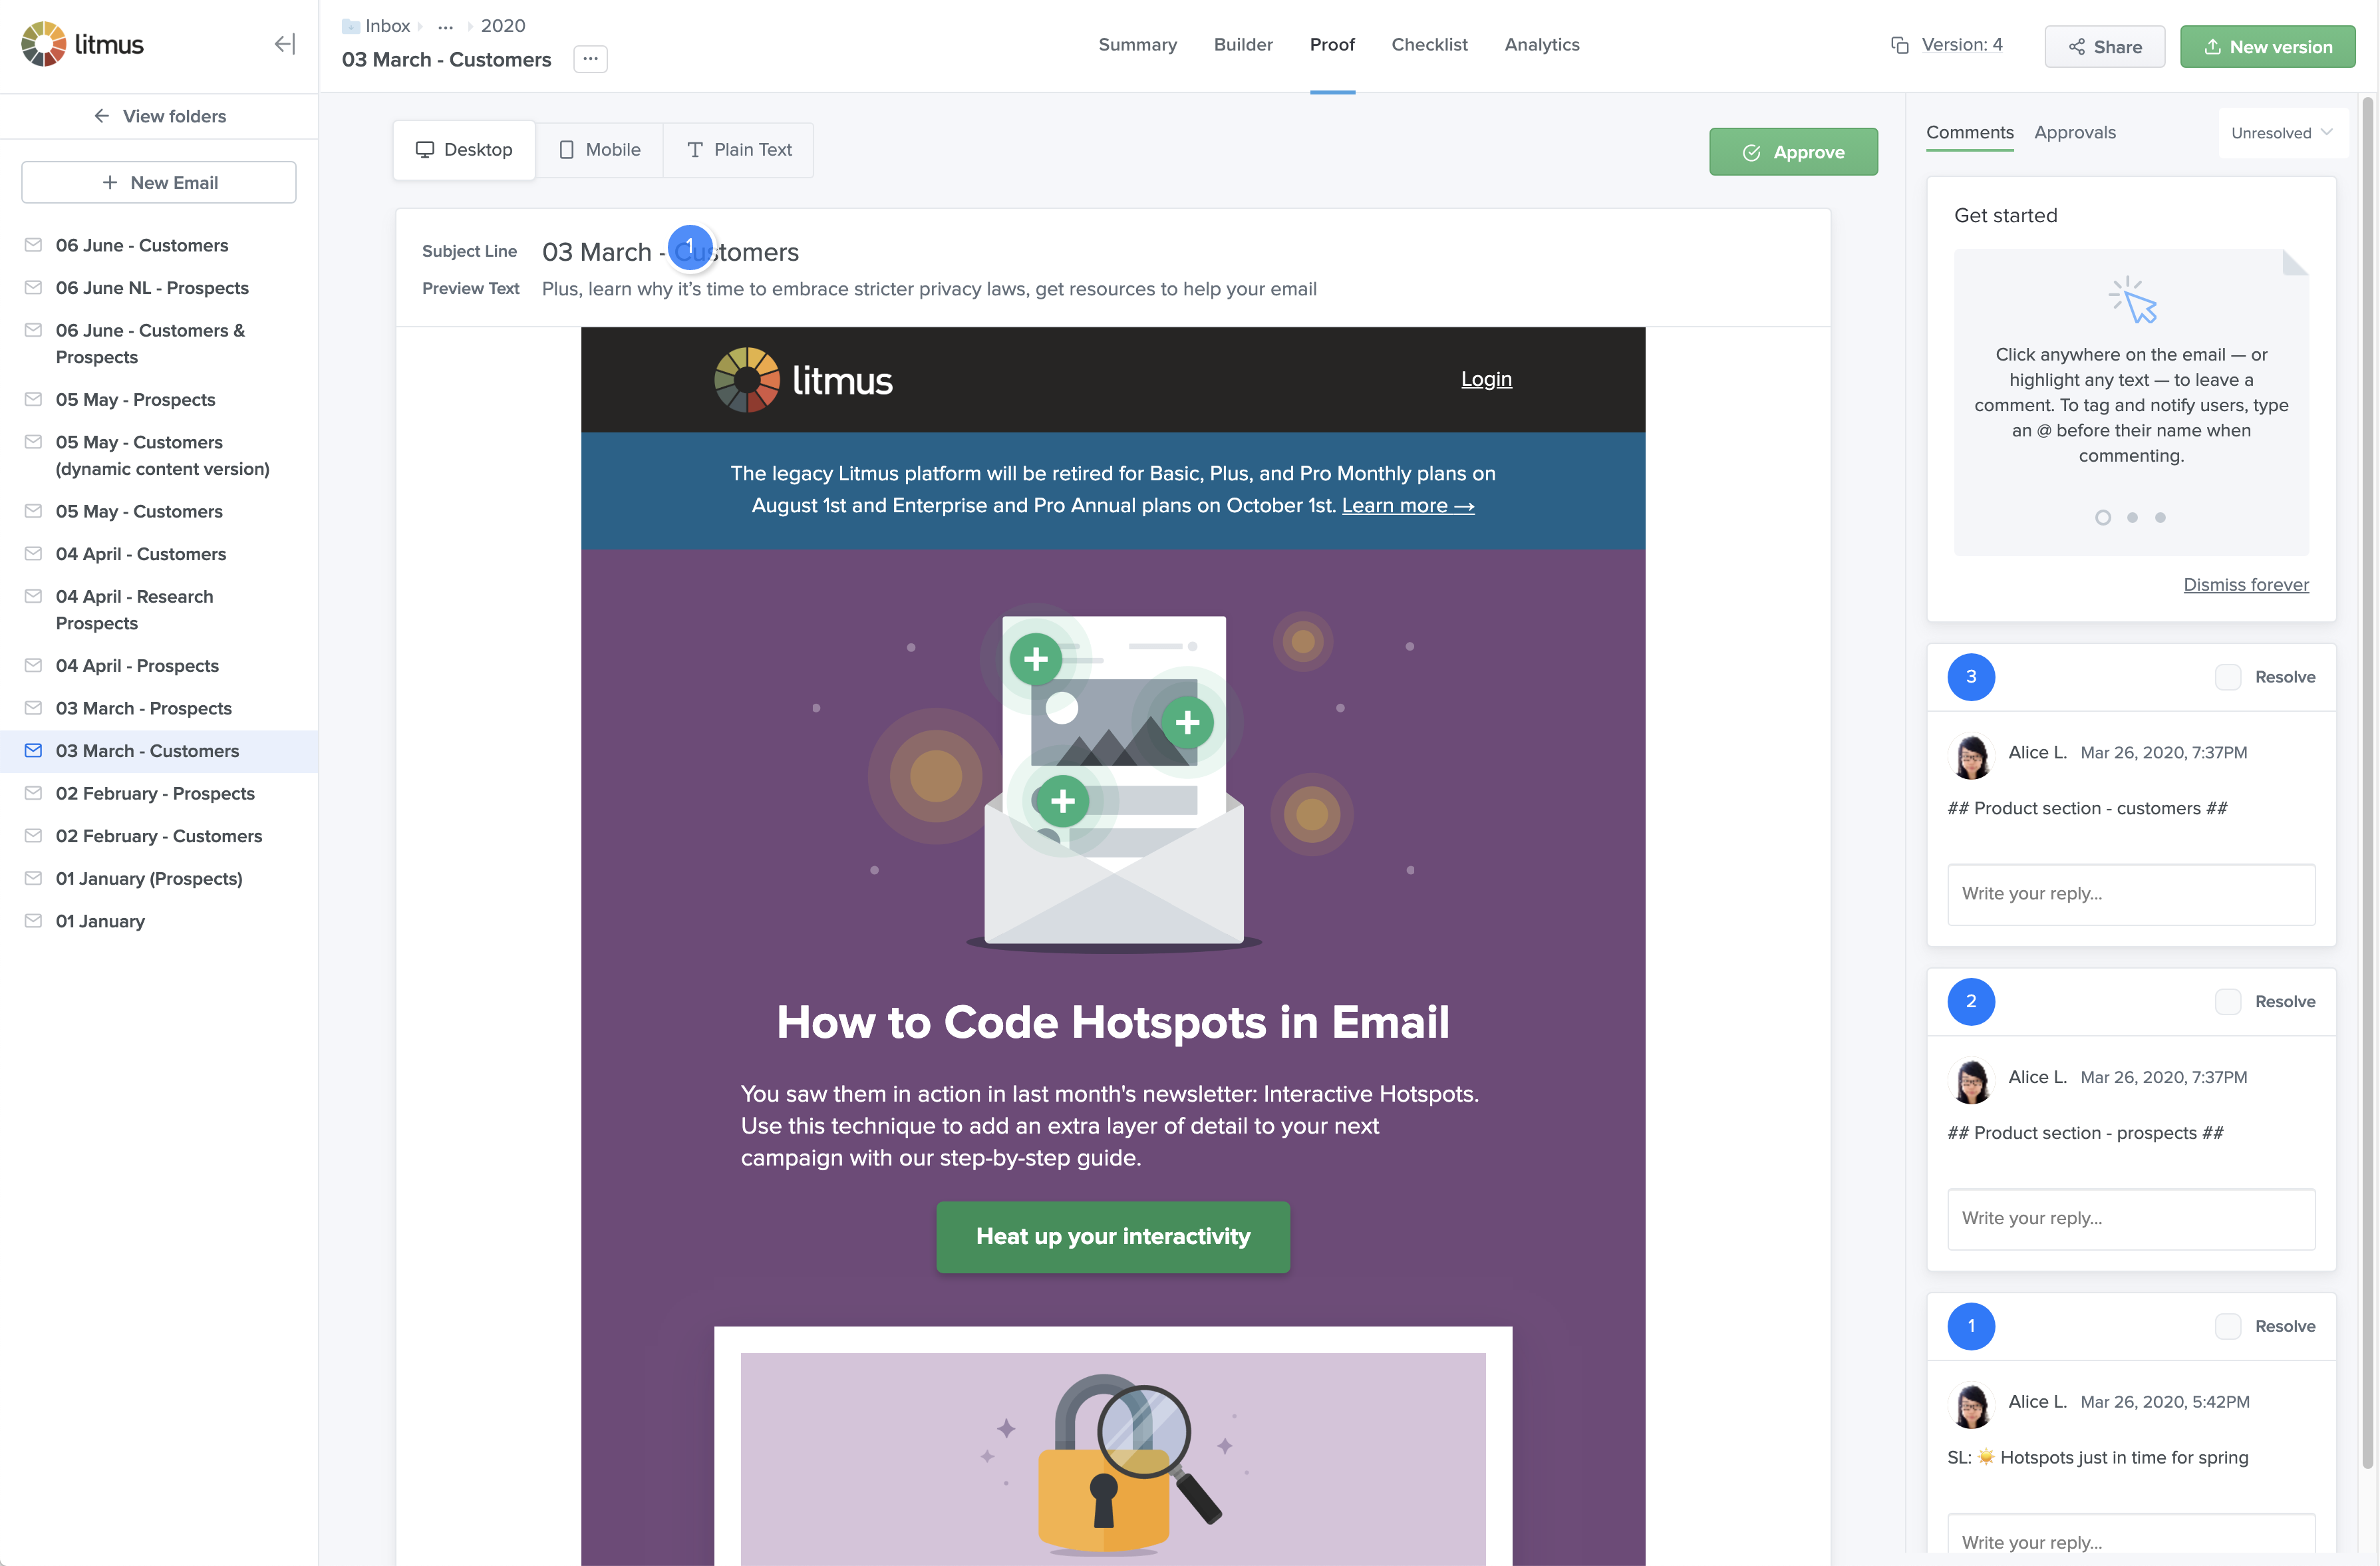 litmus
View folders
New Email
06 June - Customers
06 June NL - Prospects
06 June - Customers &
Prospects
05 May - Prospects
05 May - Customers
(dynamic content version)
05 May - Customers
04 April - Customers
04 April - Research
Prospects
04 April - Prospects
03 March - Prospects
03 March - Customers
02 February - Prospects
02 February - Customers
01 January (Prospects)
01 January
Inbox ... 2020
03 March - Customers ...
Summary Builder Proof Checklist Analytics
Version: 4 Share New version
Desktop Mobile Plain Text
Approve
Subject Line 03 March - Customers
1
Preview Text Plus, learn why it’s time to embrace stricter privacy laws, get resources to help your email
litmus Login
The legacy Litmus platform will be retired for Basic, Plus, and Pro Monthly plans on
August 1st and Enterprise and Pro Annual plans on October 1st. Learn more →
How to Code Hotspots in Email
You saw them in action in last month's newsletter: Interactive Hotspots.
Use this technique to add an extra layer of detail to your next
campaign with our step-by-step guide.
Heat up your interactivity
Comments Approvals Unresolved
Get started
Click anywhere on the email — or
highlight any text — to leave a
comment. To tag and notify users, type
an @ before their name when
commenting.
Dismiss forever
3 Resolve
Alice L. Mar 26, 2020, 7:37PM
## Product section - customers ##
Write your reply...
2 Resolve
Alice L. Mar 26, 2020, 7:37PM
## Product section - prospects ##
Write your reply...
1 Resolve
Alice L. Mar 26, 2020, 5:42PM
SL: ☀️ Hotspots just in time for spring
Write your reply...